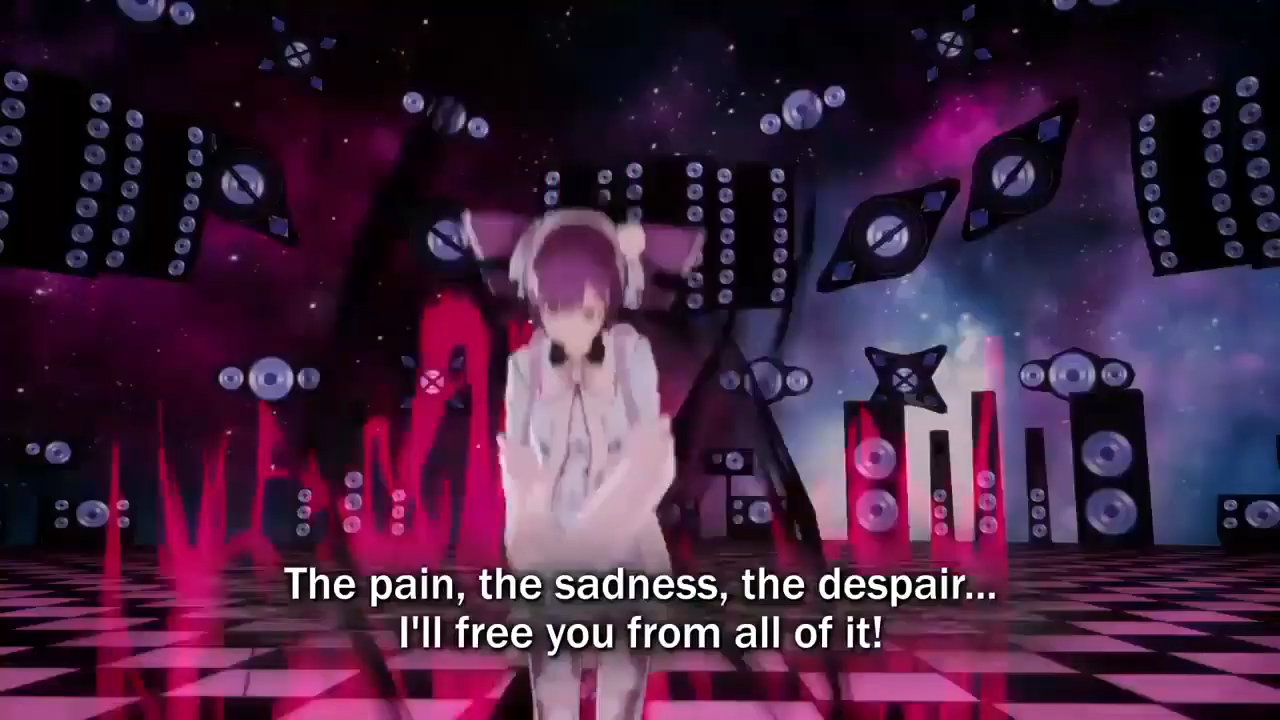 The pain, the sadness, the despair...
I'll free you from all of it!